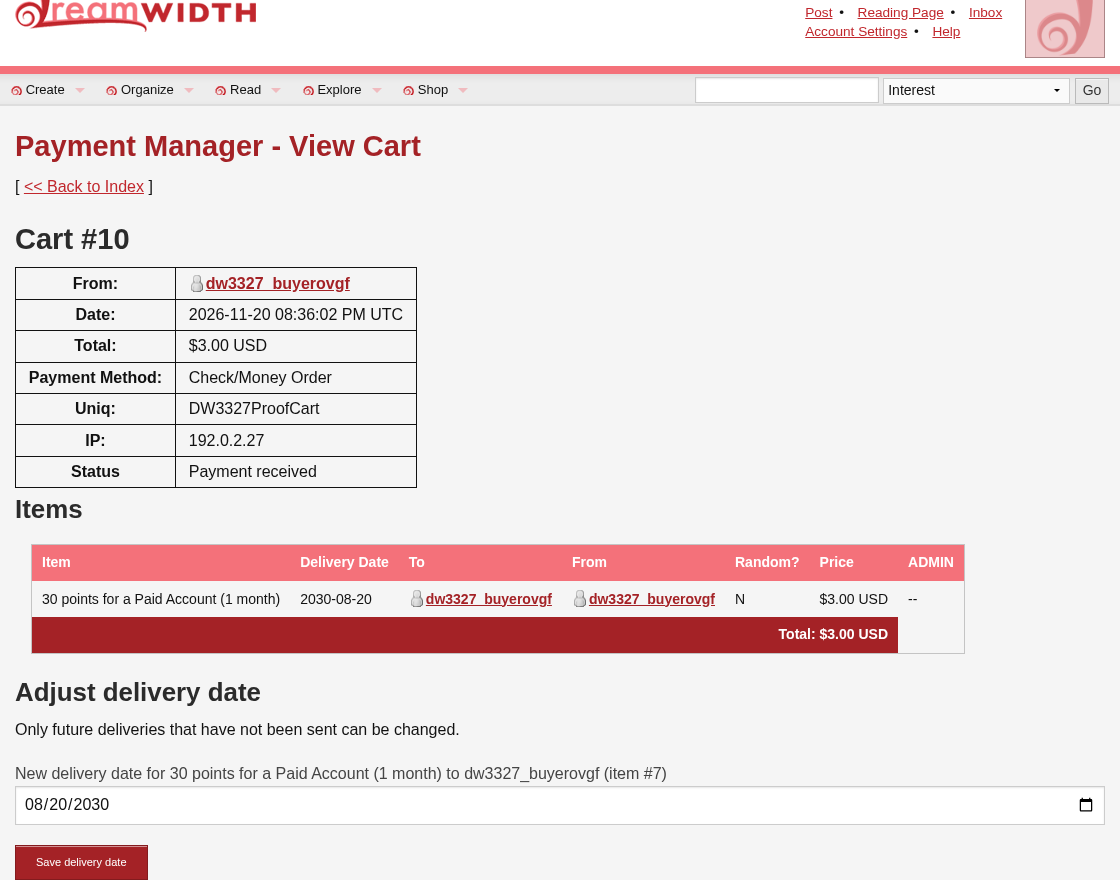 dreamWIDTH
Post • Reading Page • Inbox
Account Settings • Help
Create Organize Read Explore Shop Interest Go
Payment Manager - View Cart
[ << Back to Index ]
Cart #10
From: dw3327_buyerovgf
Date: 2026-11-20 08:36:02 PM UTC
Total: $3.00 USD
Payment Method: Check/Money Order
Uniq: DW3327ProofCart
IP: 192.0.2.27
Status Payment received
Items
Item Delivery Date To From Random? Price ADMIN
30 points for a Paid Account (1 month) 2030-08-20 dw3327_buyerovgf dw3327_buyerovgf N $3.00 USD --
Total: $3.00 USD
Adjust delivery date
Only future deliveries that have not been sent can be changed.
New delivery date for 30 points for a Paid Account (1 month) to dw3327_buyerovgf (item #7)
08/20/2030
Save delivery date